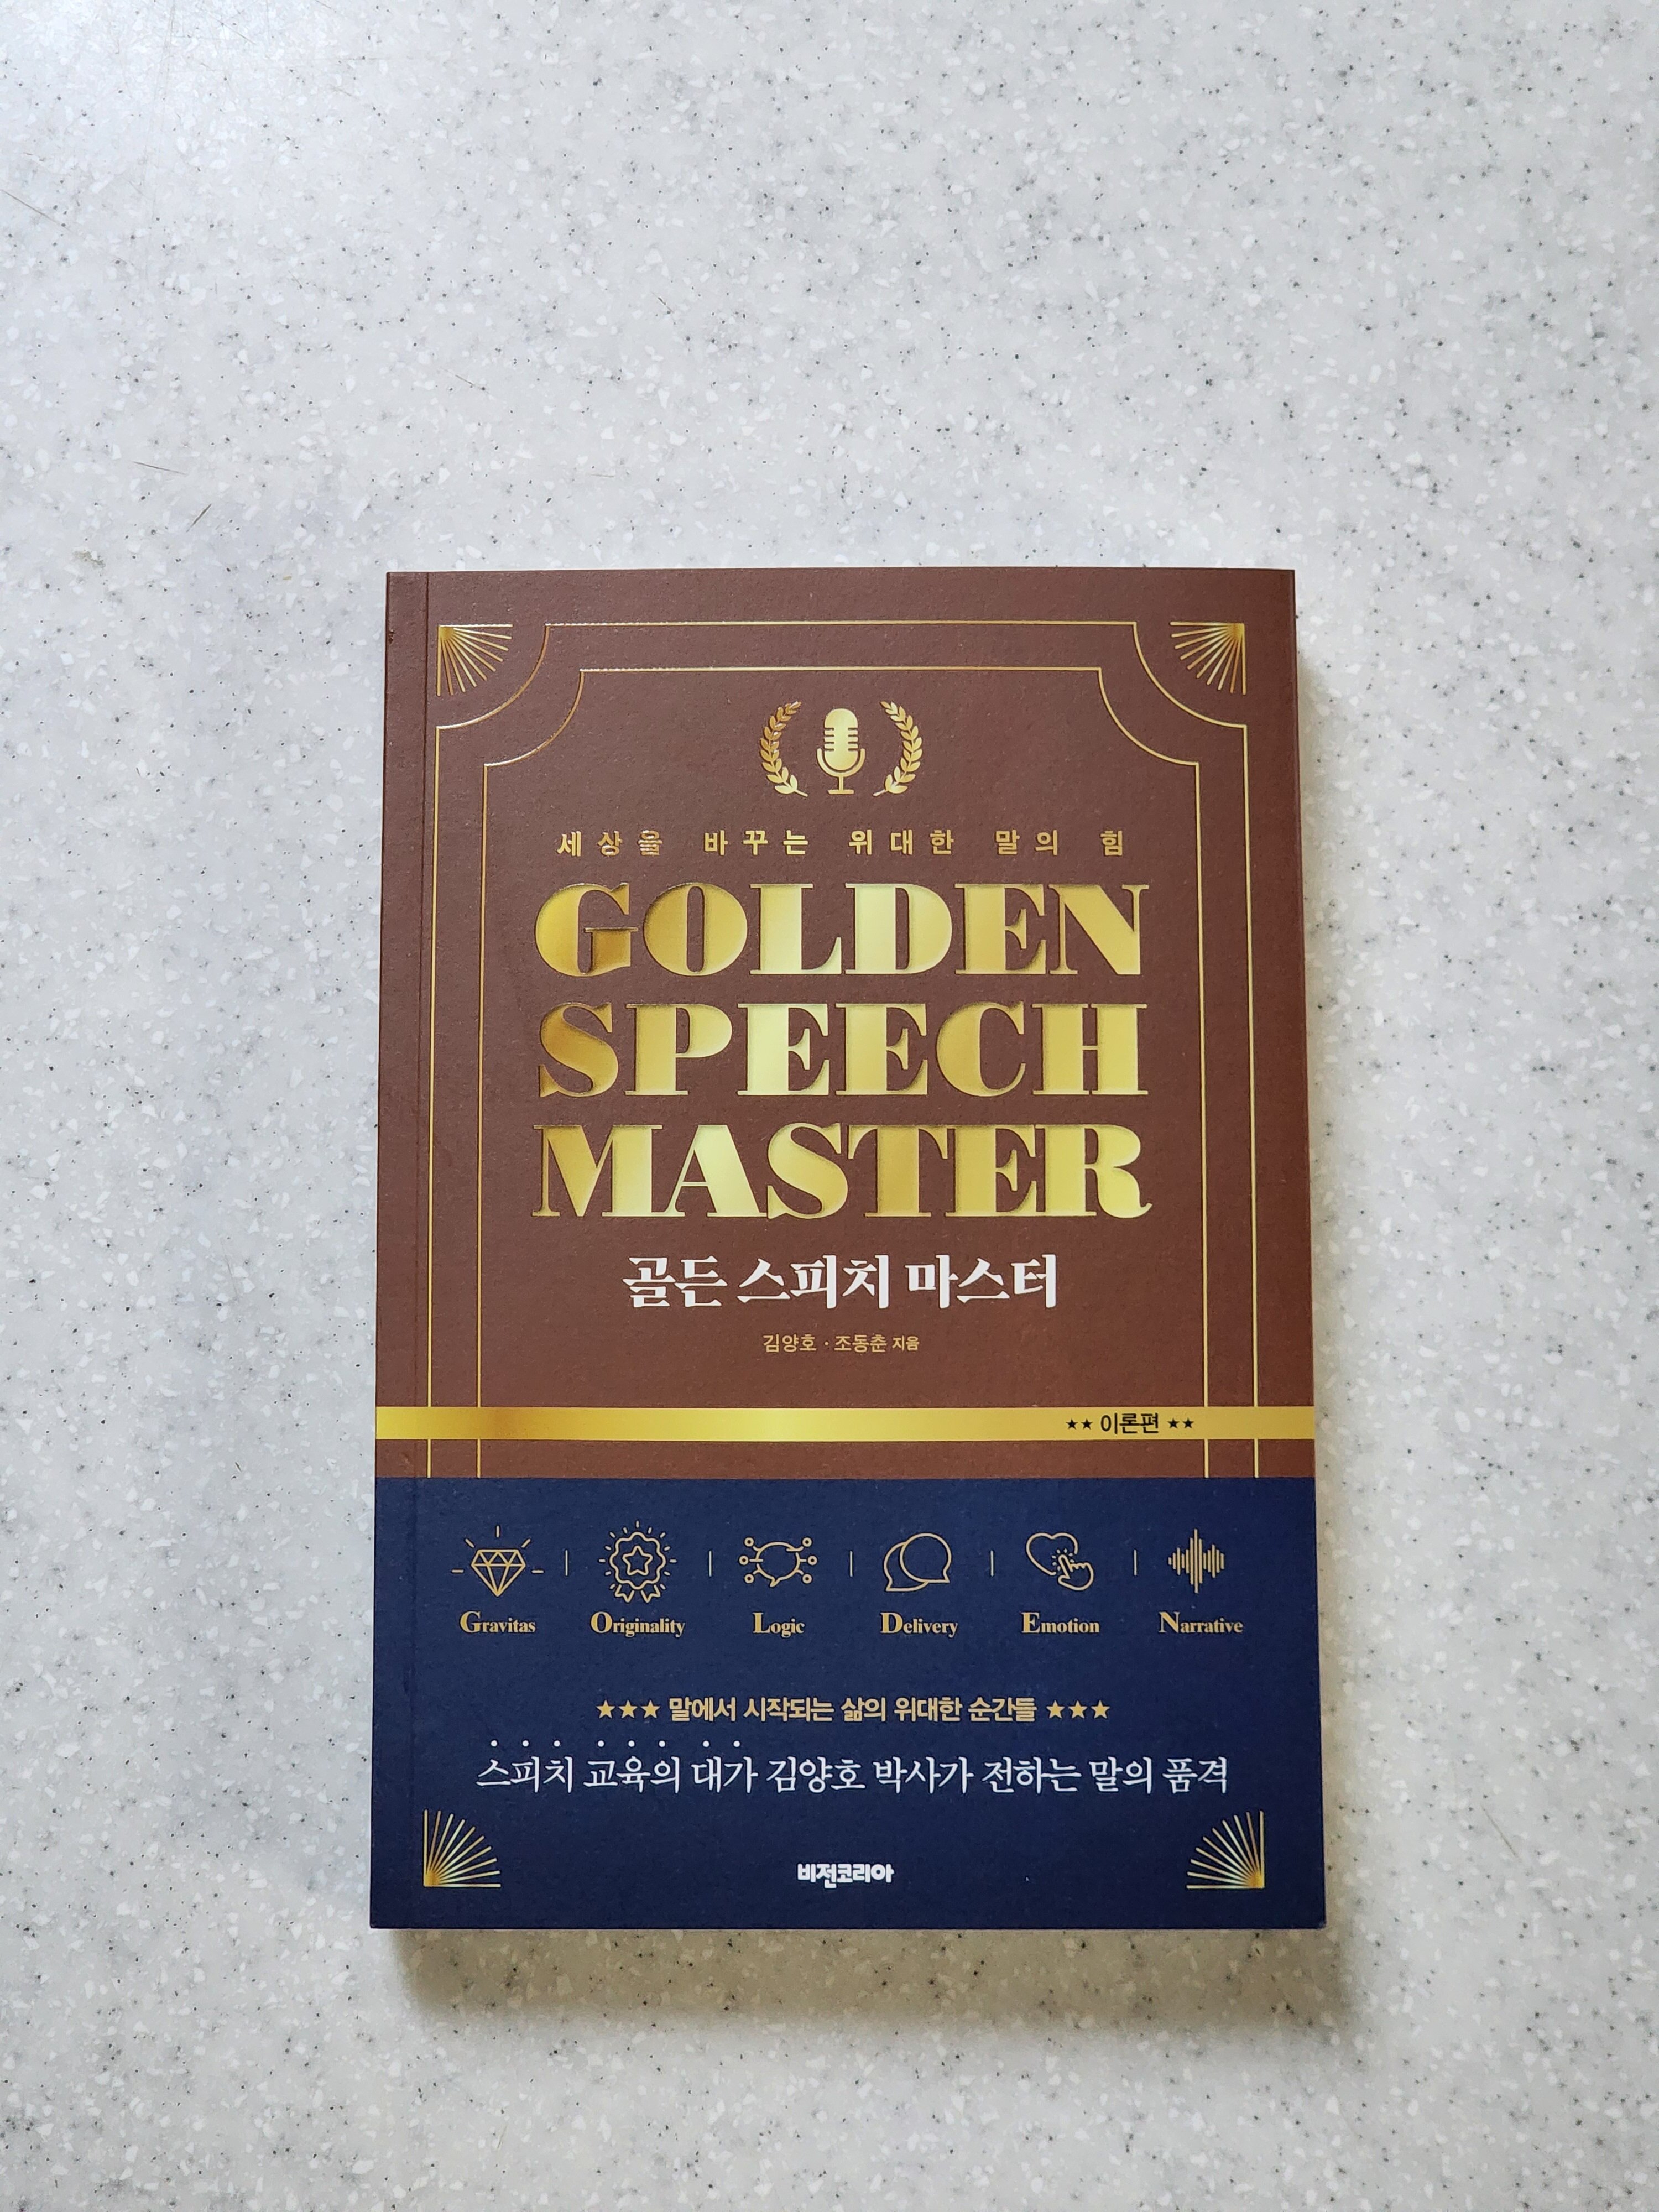 세상을 바꾸는 위대한 말의 힘
GOLDEN
SPEECH
MASTER
골든 스피치 마스터
김양호 · 조동춘 지음
★★ 이론편 ★★
Gravitas | Originality | Logic | Delivery | Emotion | Narrative
★★★ 말에서 시작되는 삶의 위대한 순간들 ★★★
스피치 교육의 대가 김양호 박사가 전하는 말의 품격
비전코리아